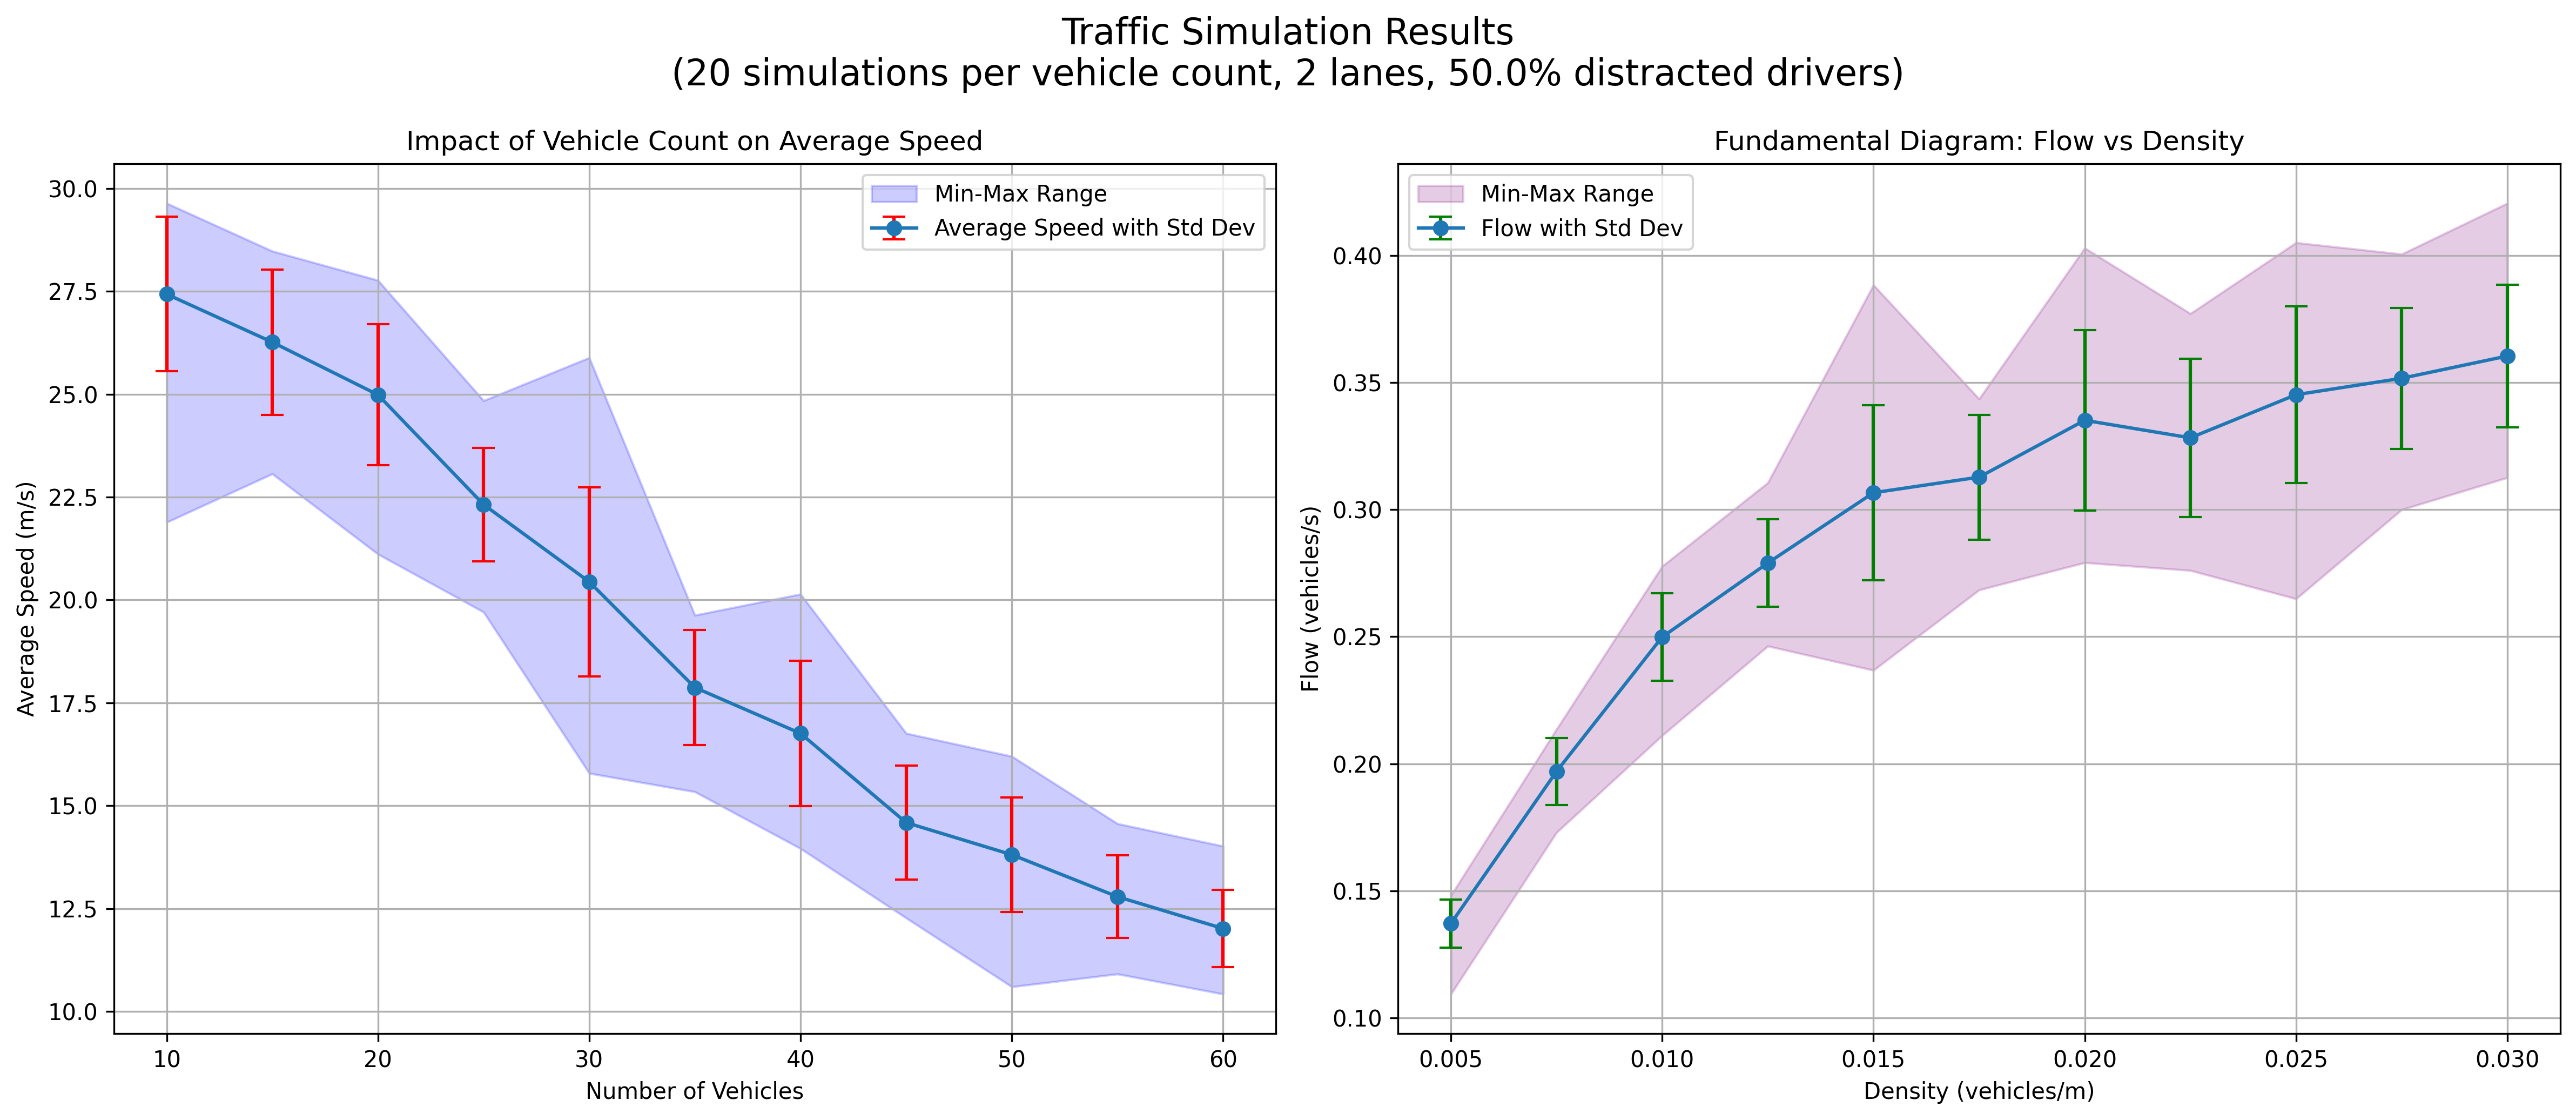 Traffic Simulation Results
(20 simulations per vehicle count, 2 lanes, 50.0% distracted drivers)
Impact of Vehicle Count on Average Speed
Min-Max Range
Average Speed with Std Dev
Average Speed (m/s)
30.0
27.5
25.0
22.5
20.0
17.5
15.0
12.5
10.0
10 20 30 40 50 60
Number of Vehicles
Fundamental Diagram: Flow vs Density
Min-Max Range
Flow with Std Dev
Flow (vehicles/s)
0.40
0.35
0.30
0.25
0.20
0.15
0.10
0.005 0.010 0.015 0.020 0.025 0.030
Density (vehicles/m)